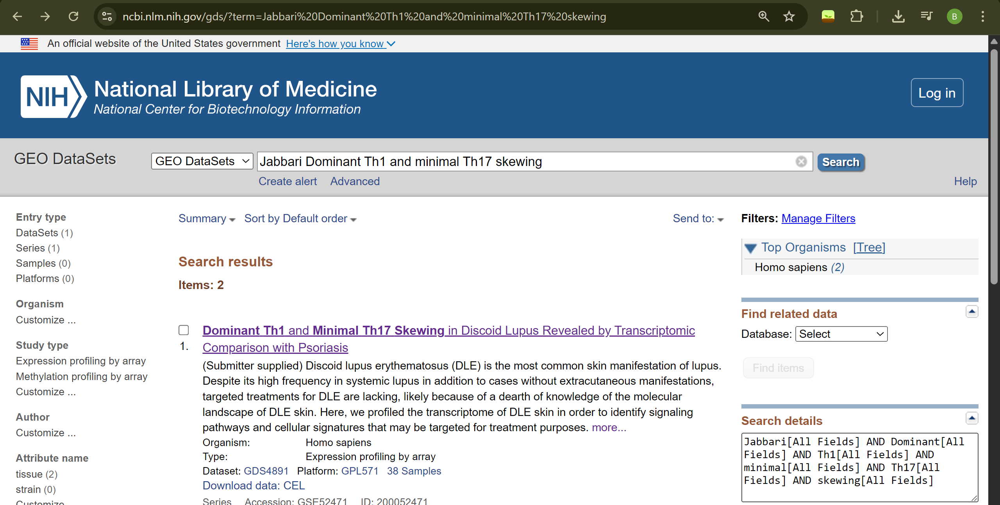 ncbi.nlm.nih.gov/gds/?term=Jabbari%20Dominant%20Th1%20and%20minimal%20Th17%20skewing
B
An official website of the United States government Here's how you know
NIH National Library of Medicine
National Center for Biotechnology Information
Log in
GEO DataSets
GEO DataSets
Jabbari Dominant Th1 and minimal Th17 skewing
Search
Create alert Advanced
Help
Entry type
DataSets (1)
Series (1)
Samples (0)
Platforms (0)
Organism
Customize ...
Study type
Expression profiling by array
Methylation profiling by array
Customize ...
Author
Customize ...
Attribute name
tissue (2)
strain (0)
Customize
Summary Sort by Default order
Send to:
Search results
Items: 2
Dominant Th1 and Minimal Th17 Skewing in Discoid Lupus Revealed by Transcriptomic
1. Comparison with Psoriasis
(Submitter supplied) Discoid lupus erythematosus (DLE) is the most common skin manifestation of lupus.
Despite its high frequency in systemic lupus in addition to cases without extracutaneous manifestations,
targeted treatments for DLE are lacking, likely because of a dearth of knowledge of the molecular
landscape of DLE skin. Here, we profiled the transcriptome of DLE skin in order to identify signaling
pathways and cellular signatures that may be targeted for treatment purposes. more...
Organism: Homo sapiens
Type: Expression profiling by array
Dataset: GDS4891 Platform: GPL571 38 Samples
Download data: CEL
Series Accession: GSE52471 ID: 200052471
Filters: Manage Filters
Top Organisms [Tree]
Homo sapiens (2)
Find related data
Database: Select
Find items
Search details
Jabbari[All Fields] AND Dominant[All
Fields] AND Th1[All Fields] AND
minimal[All Fields] AND Th17[All
Fields] AND skewing[All Fields]